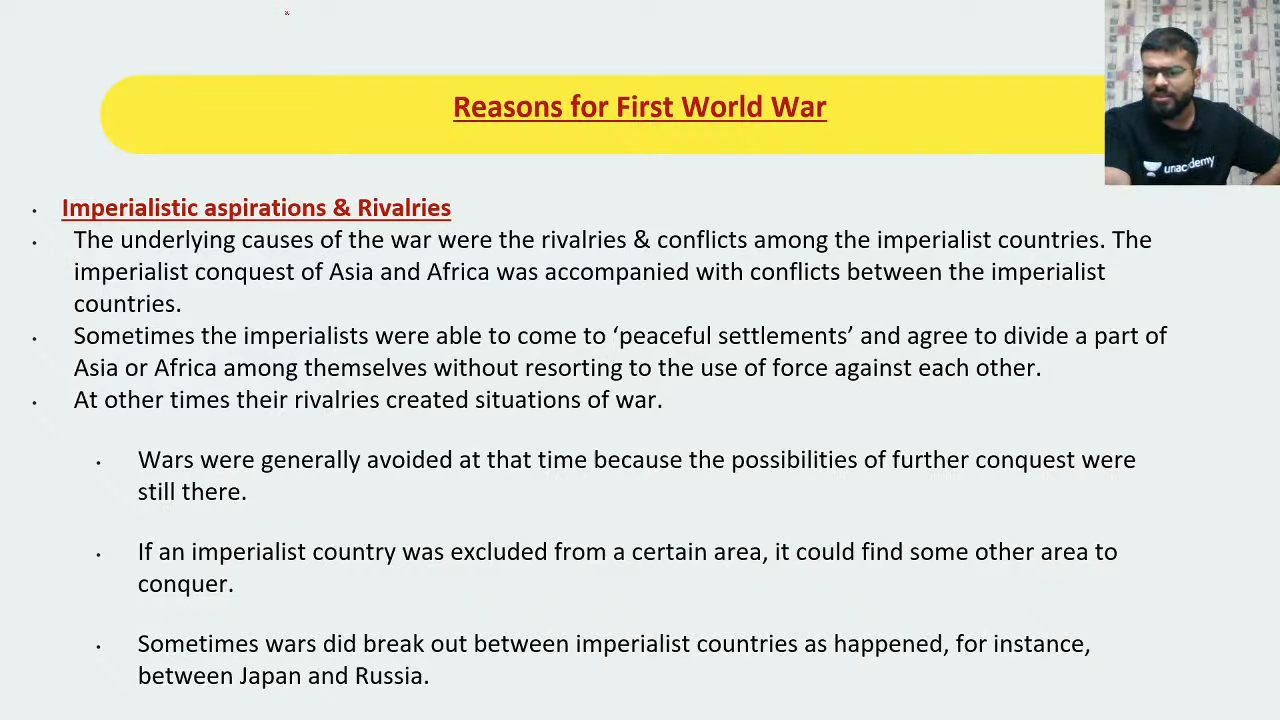 Reasons for First World War
unacademy
• Imperialistic aspirations & Rivalries
• The underlying causes of the war were the rivalries & conflicts among the imperialist countries. The
imperialist conquest of Asia and Africa was accompanied with conflicts between the imperialist
countries.
• Sometimes the imperialists were able to come to ‘peaceful settlements’ and agree to divide a part of
Asia or Africa among themselves without resorting to the use of force against each other.
• At other times their rivalries created situations of war.
• Wars were generally avoided at that time because the possibilities of further conquest were
still there.
• If an imperialist country was excluded from a certain area, it could find some other area to
conquer.
• Sometimes wars did break out between imperialist countries as happened, for instance,
between Japan and Russia.